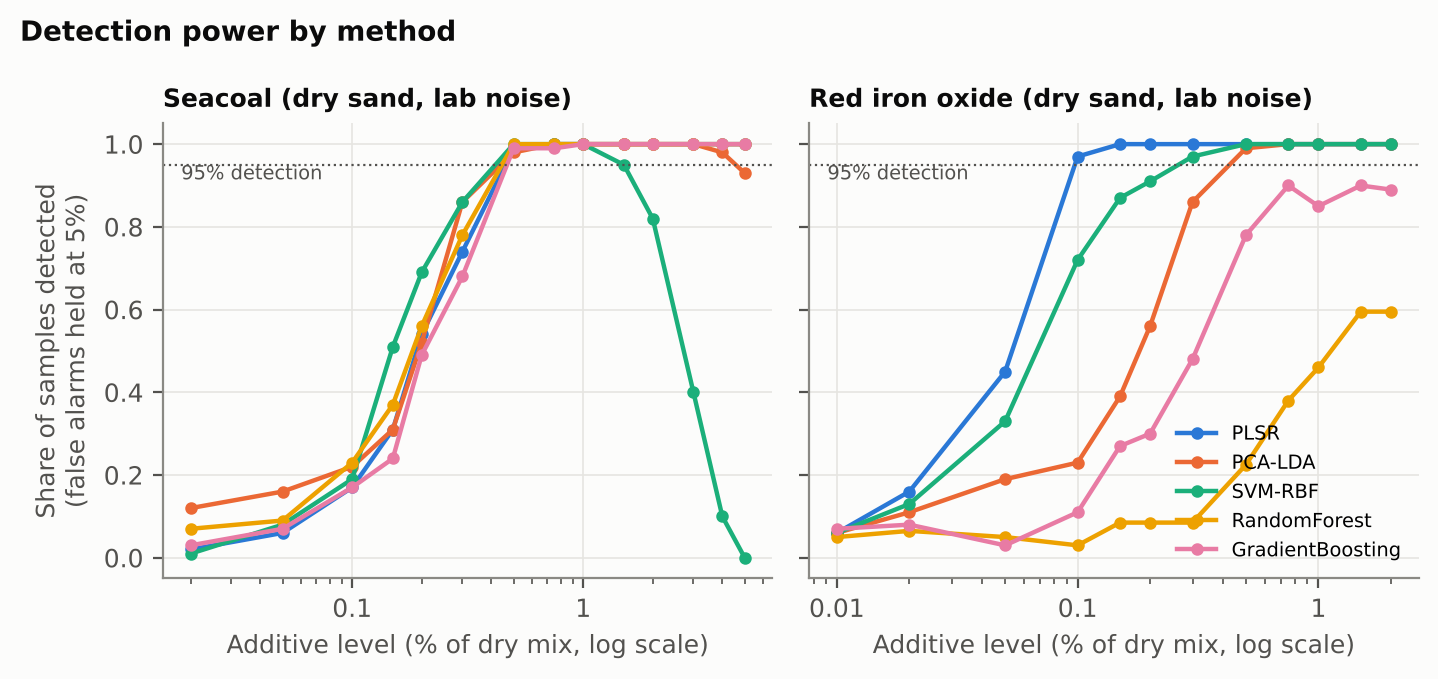 Detection power by method
Seacoal (dry sand, lab noise)
Red iron oxide (dry sand, lab noise)
Share of samples detected
(false alarms held at 5%)
1.0
0.8
0.6
0.4
0.2
0.0
95% detection
95% detection
0.1
1
0.01
0.1
1
Additive level (% of dry mix, log scale)
Additive level (% of dry mix, log scale)
PLSR
PCA-LDA
SVM-RBF
RandomForest
GradientBoosting